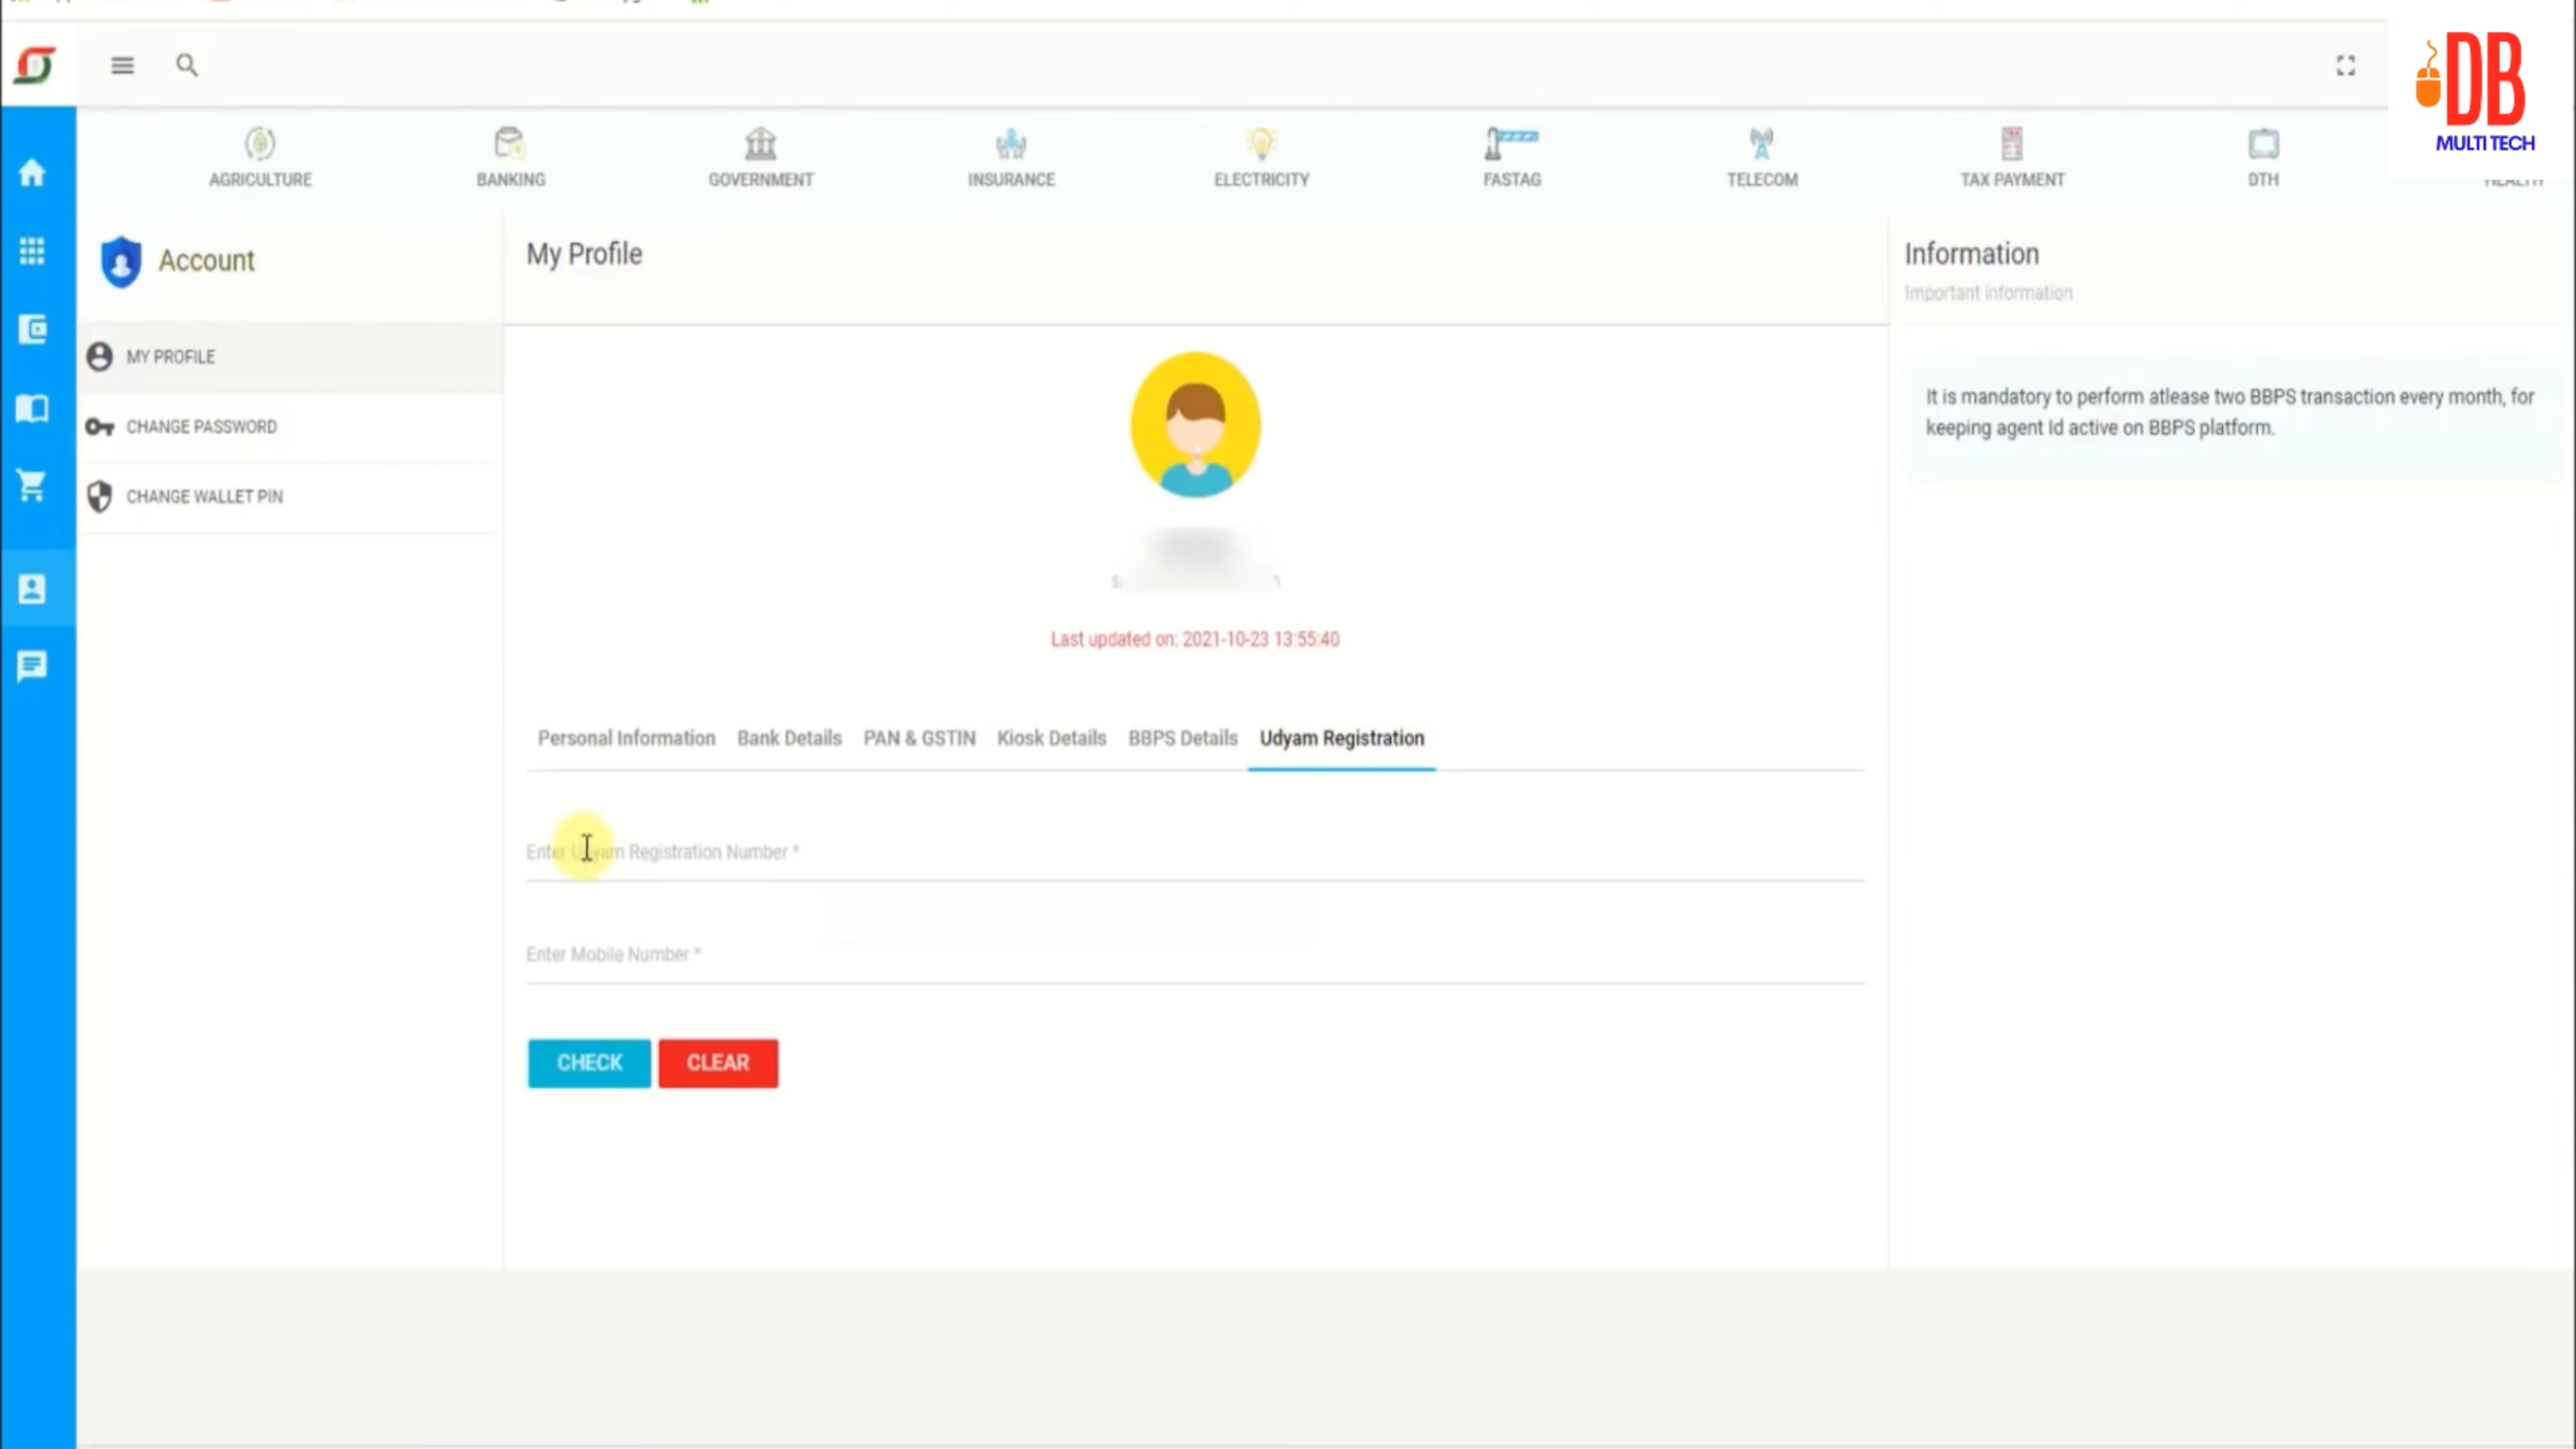 DB
MULTI TECH
AGRICULTURE
BANKING
GOVERNMENT
INSURANCE
ELECTRICITY
FASTAG
TELECOM
TAX PAYMENT
DTH
HEALTH
Account
MY PROFILE
CHANGE PASSWORD
CHANGE WALLET PIN
My Profile
Last updated on: 2021-10-23 13:55:40
Personal Information
Bank Details
PAN & GSTIN
Kiosk Details
BBPS Details
Udyam Registration
Enter Udyam Registration Number *
Enter Mobile Number *
CHECK
CLEAR
Information
Important information
It is mandatory to perform atlease two BBPS transaction every month, for
keeping agent Id active on BBPS platform.